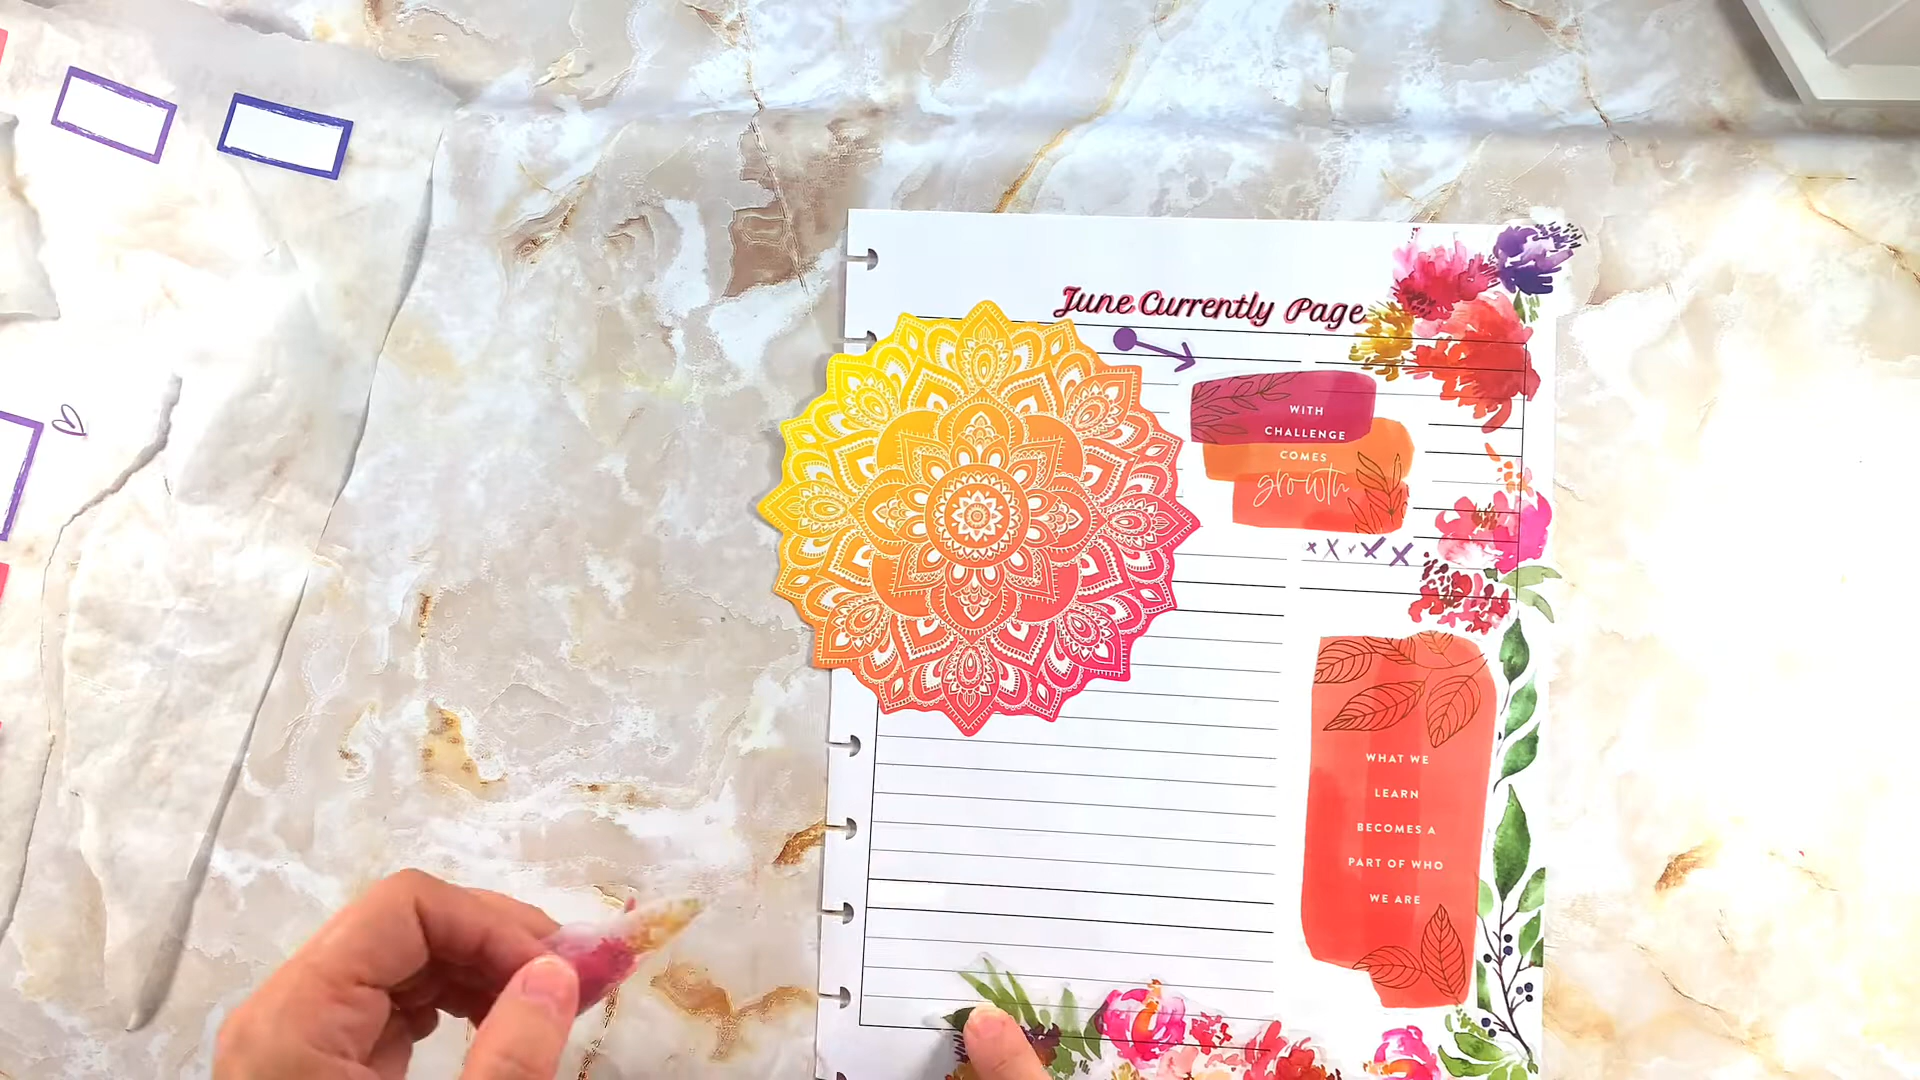 June Currently Page
WITH
CHALLENGE
COMES
growth
x X x X X
WHAT WE
LEARN
BECOMES A
PART OF WHO
WE ARE